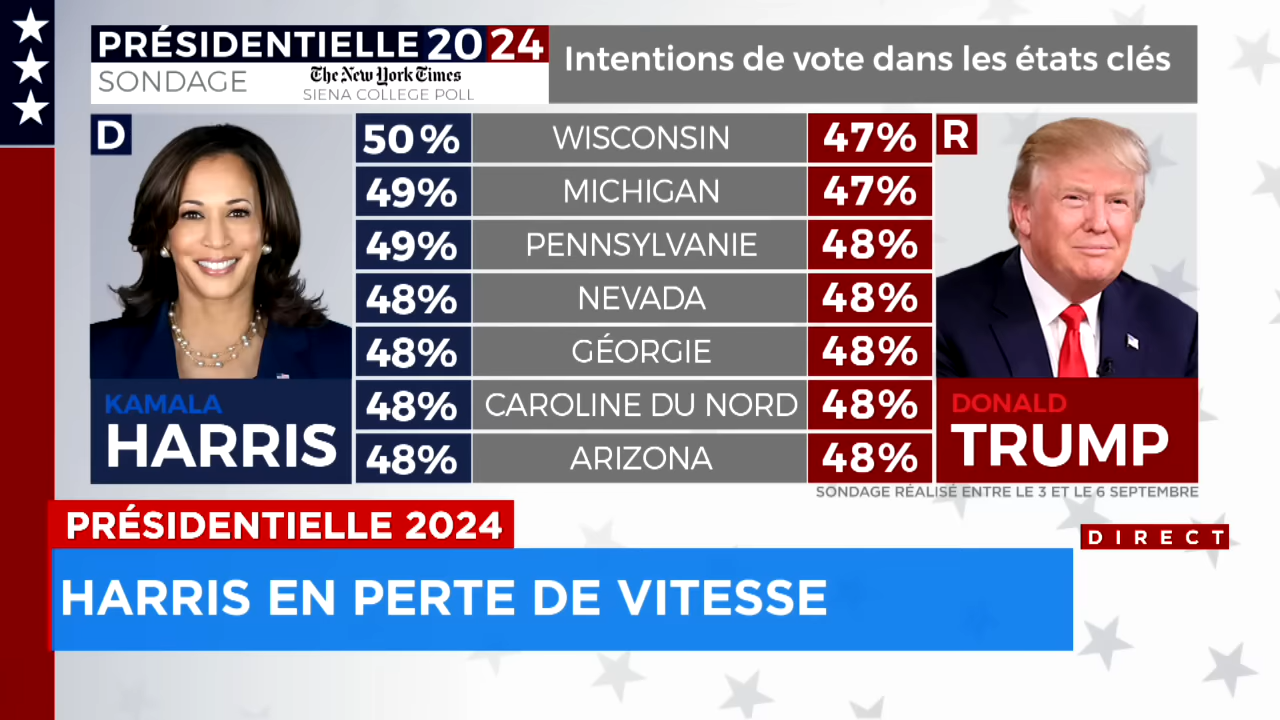 PRÉSIDENTIELLE 2024
SONDAGE
The New York Times
SIENA COLLEGE POLL
Intentions de vote dans les états clés
D
R
50% WISCONSIN 47%
49% MICHIGAN 47%
49% PENNSYLVANIE 48%
48% NEVADA 48%
48% GÉORGIE 48%
48% CAROLINE DU NORD 48%
48% ARIZONA 48%
KAMALA
HARRIS
DONALD
TRUMP
SONDAGE RÉALISÉ ENTRE LE 3 ET LE 6 SEPTEMBRE
PRÉSIDENTIELLE 2024
DIRECT
HARRIS EN PERTE DE VITESSE